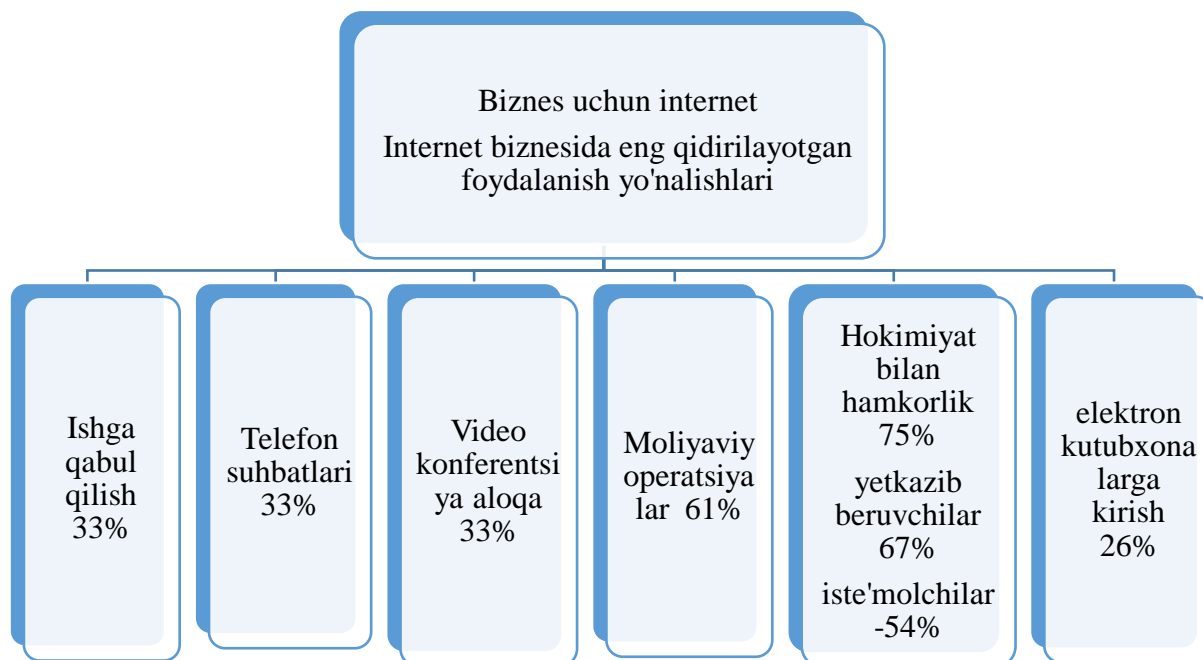 Biznes uchun internet
Internet biznesida eng qidirilayotgan
foydalanish yo'nalishlari
Ishga
qabul
qilish
33%
Telefon
suhbatlari
33%
Video
konferentsi
ya aloqa
33%
Moliyaviy
operatsiya
lar 61%
Hokimiyat
bilan
hamkorlik
75%
yetkazib
beruvchilar
67%
iste'molchilar
-54%
elektron
kutubxona
larga
kirish
26%